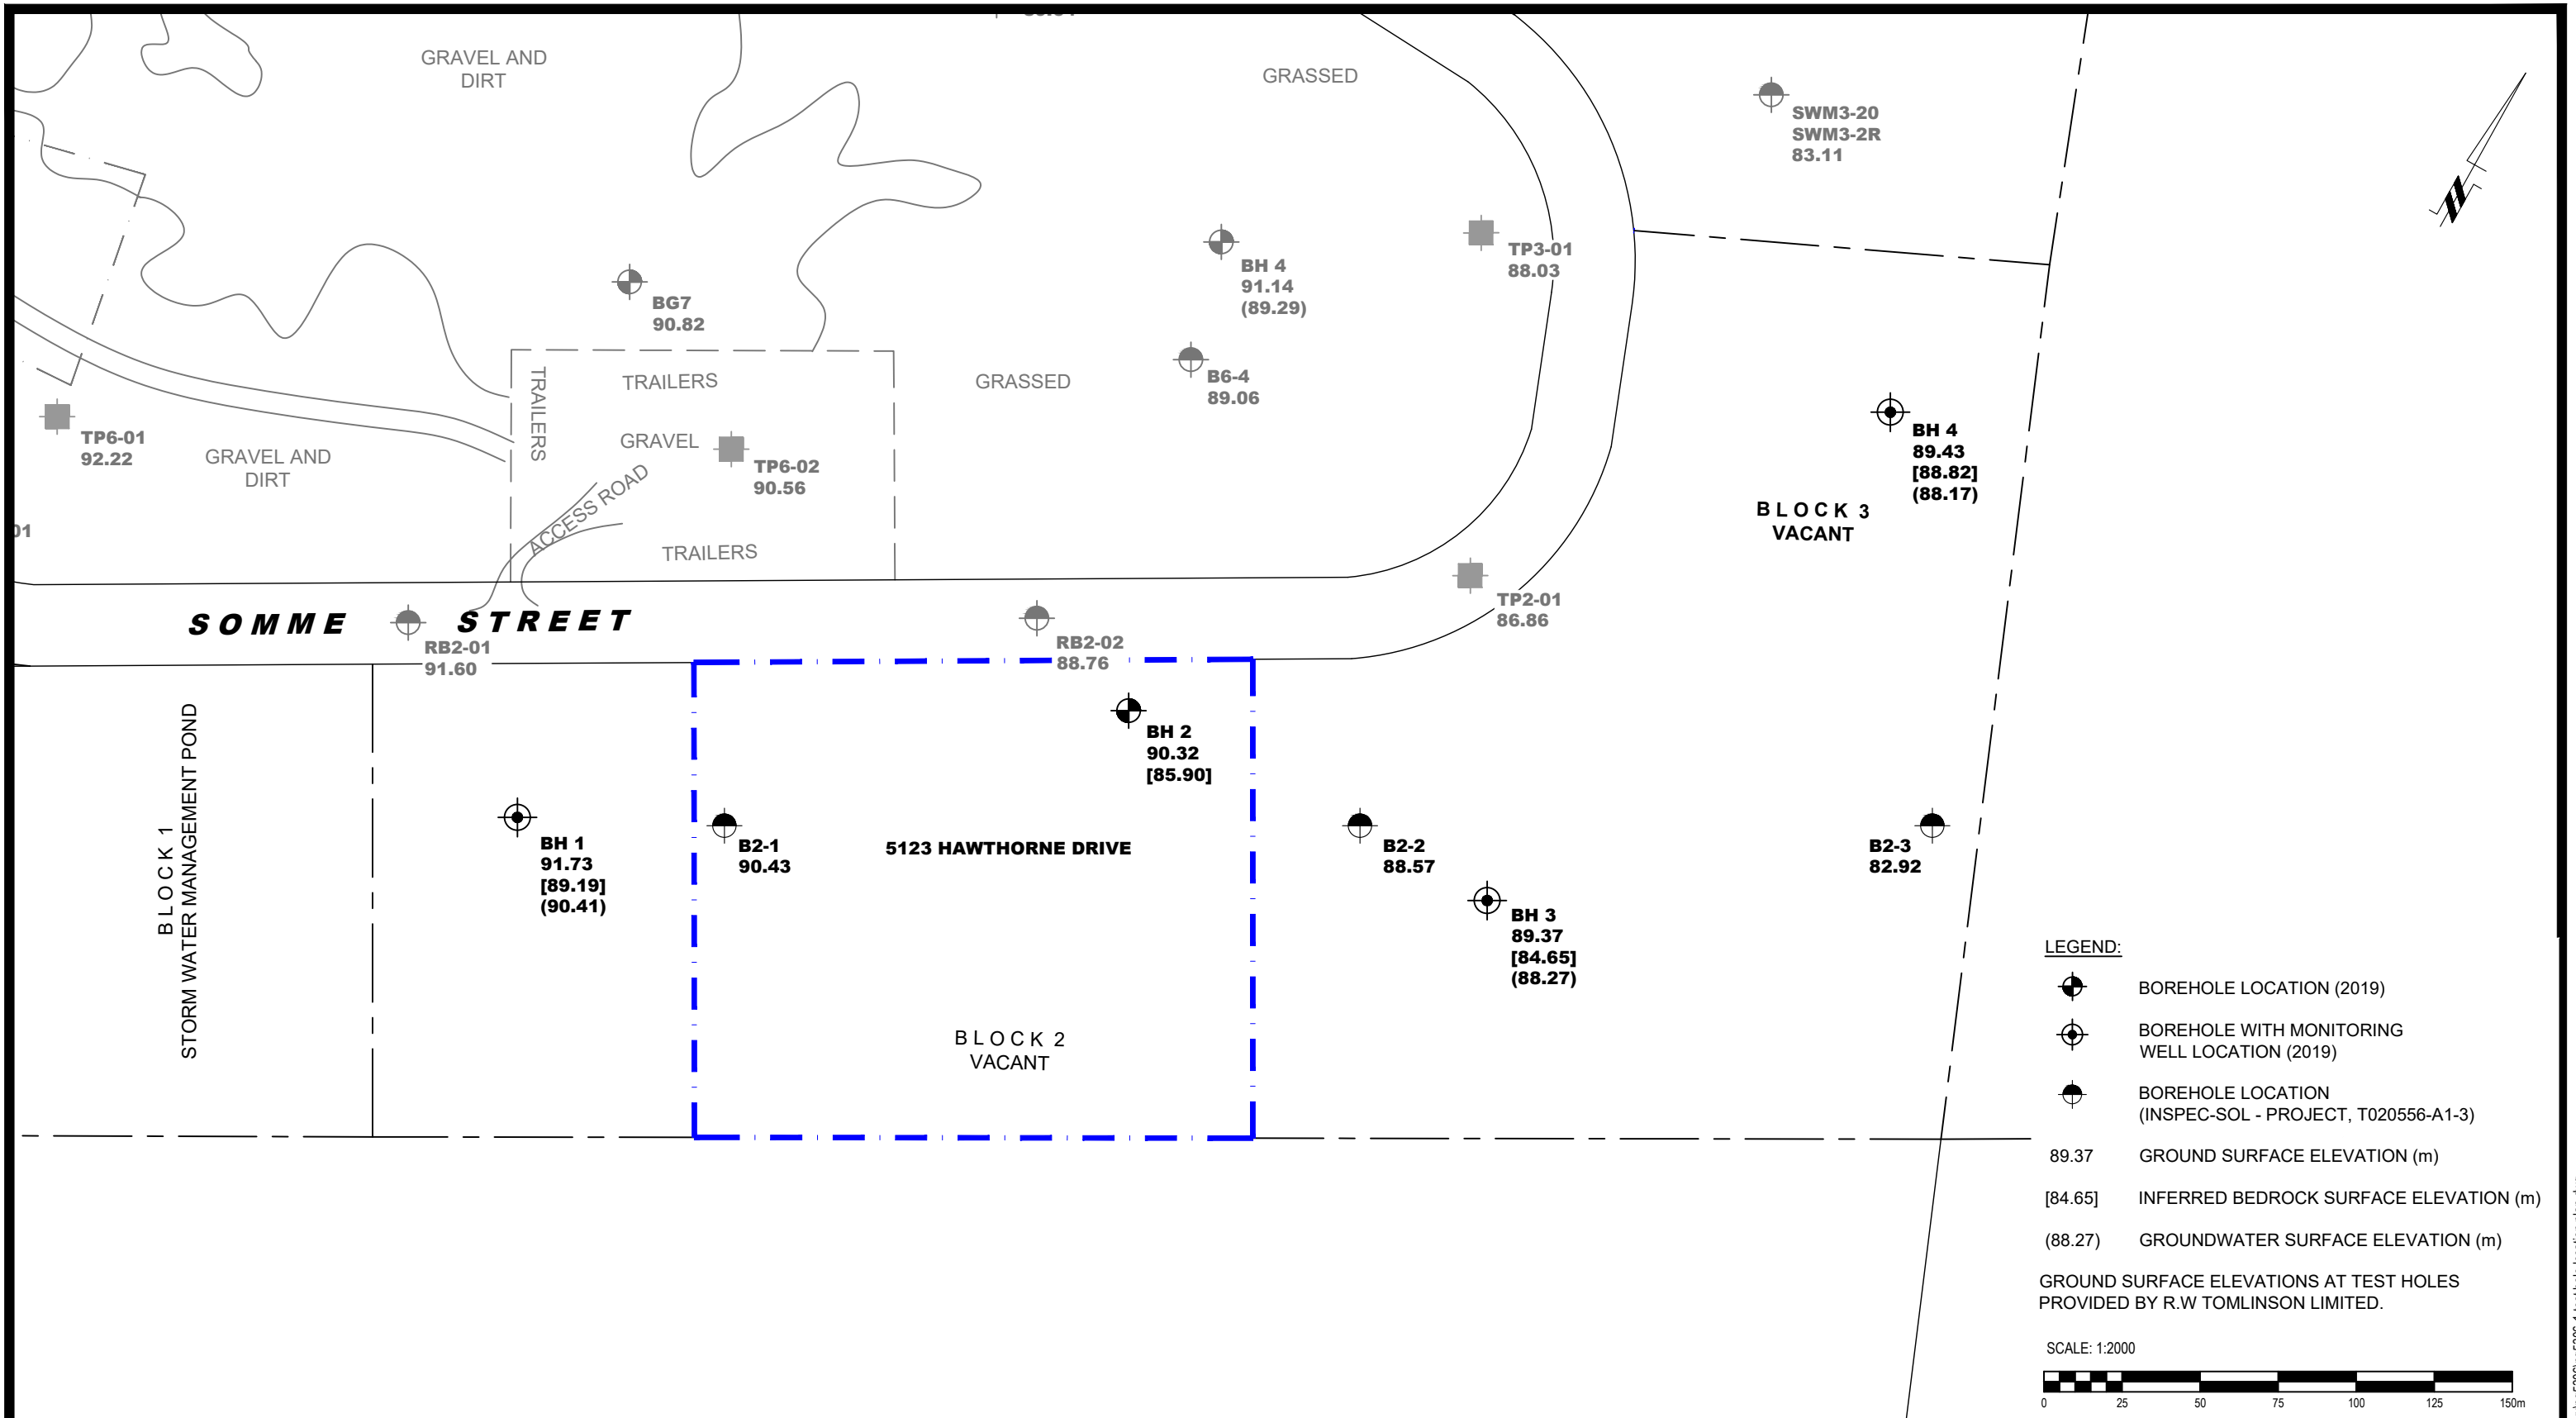 GRAVEL AND
DIRT
GRASSED
SWM3-20
SWM3-2R
83.11
BH 4
91.14
(89.29)
TP3-01
88.03
BG7
90.82
TRAILERS
TRAILERS
GRASSED
B6-4
89.06
TP6-01
92.22
GRAVEL AND
DIRT
GRAVEL
TP6-02
90.56
ACCESS ROAD
TRAILERS
BH 4
89.43
[88.82]
(88.17)
BLOCK 3
VACANT
01
SOMME STREET
RB2-01
91.60
RB2-02
88.76
TP2-01
86.86
BLOCK 1
STORM WATER MANAGEMENT POND
BH 1
91.73
[89.19]
(90.41)
B2-1
90.43
BH 2
90.32
[85.90]
5123 HAWTHORNE DRIVE
BLOCK 2
VACANT
B2-2
88.57
BH 3
89.37
[84.65]
(88.27)
B2-3
82.92
LEGEND:
BOREHOLE LOCATION (2019)
BOREHOLE WITH MONITORING
WELL LOCATION (2019)
BOREHOLE LOCATION
(INSPEC-SOL - PROJECT, T020556-A1-3)
89.37 GROUND SURFACE ELEVATION (m)
[84.65] INFERRED BEDROCK SURFACE ELEVATION (m)
(88.27) GROUNDWATER SURFACE ELEVATION (m)
GROUND SURFACE ELEVATIONS AT TEST HOLES
PROVIDED BY R.W TOMLINSON LIMITED.
SCALE: 1:2000
0 25 50 75 100 125 150m